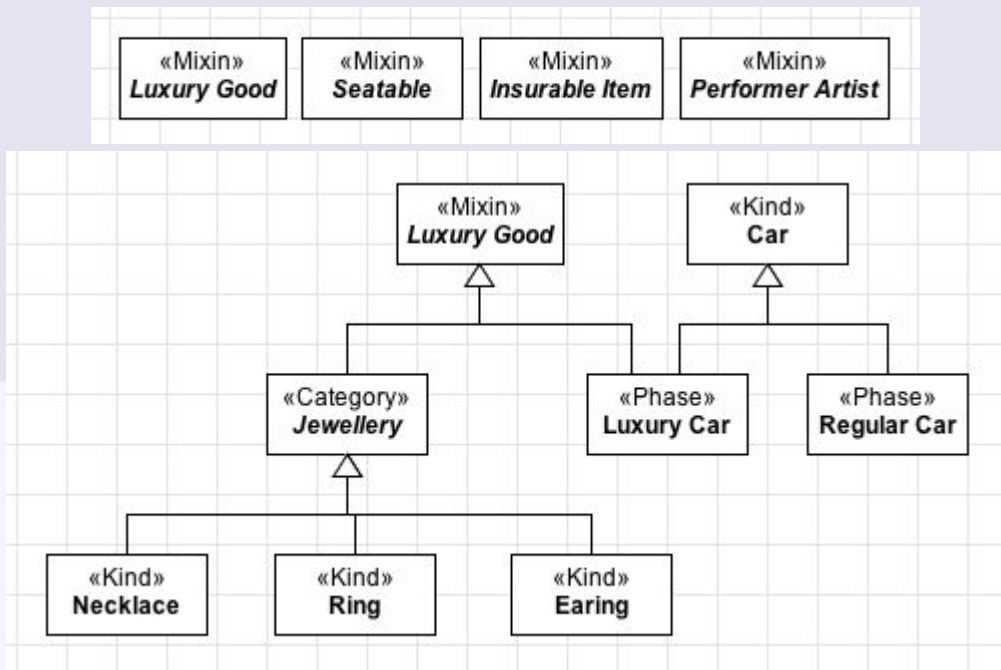 «Mixin» «Mixin» «Mixin» «Mixin»
Luxury Good Seatable Insurable Item Performer Artist
«Mixin» «Kind»
Luxury Good Car
«Category» «Phase» «Phase»
Jewellery Luxury Car Regular Car
«Kind» «Kind» «Kind»
Necklace Ring Earing